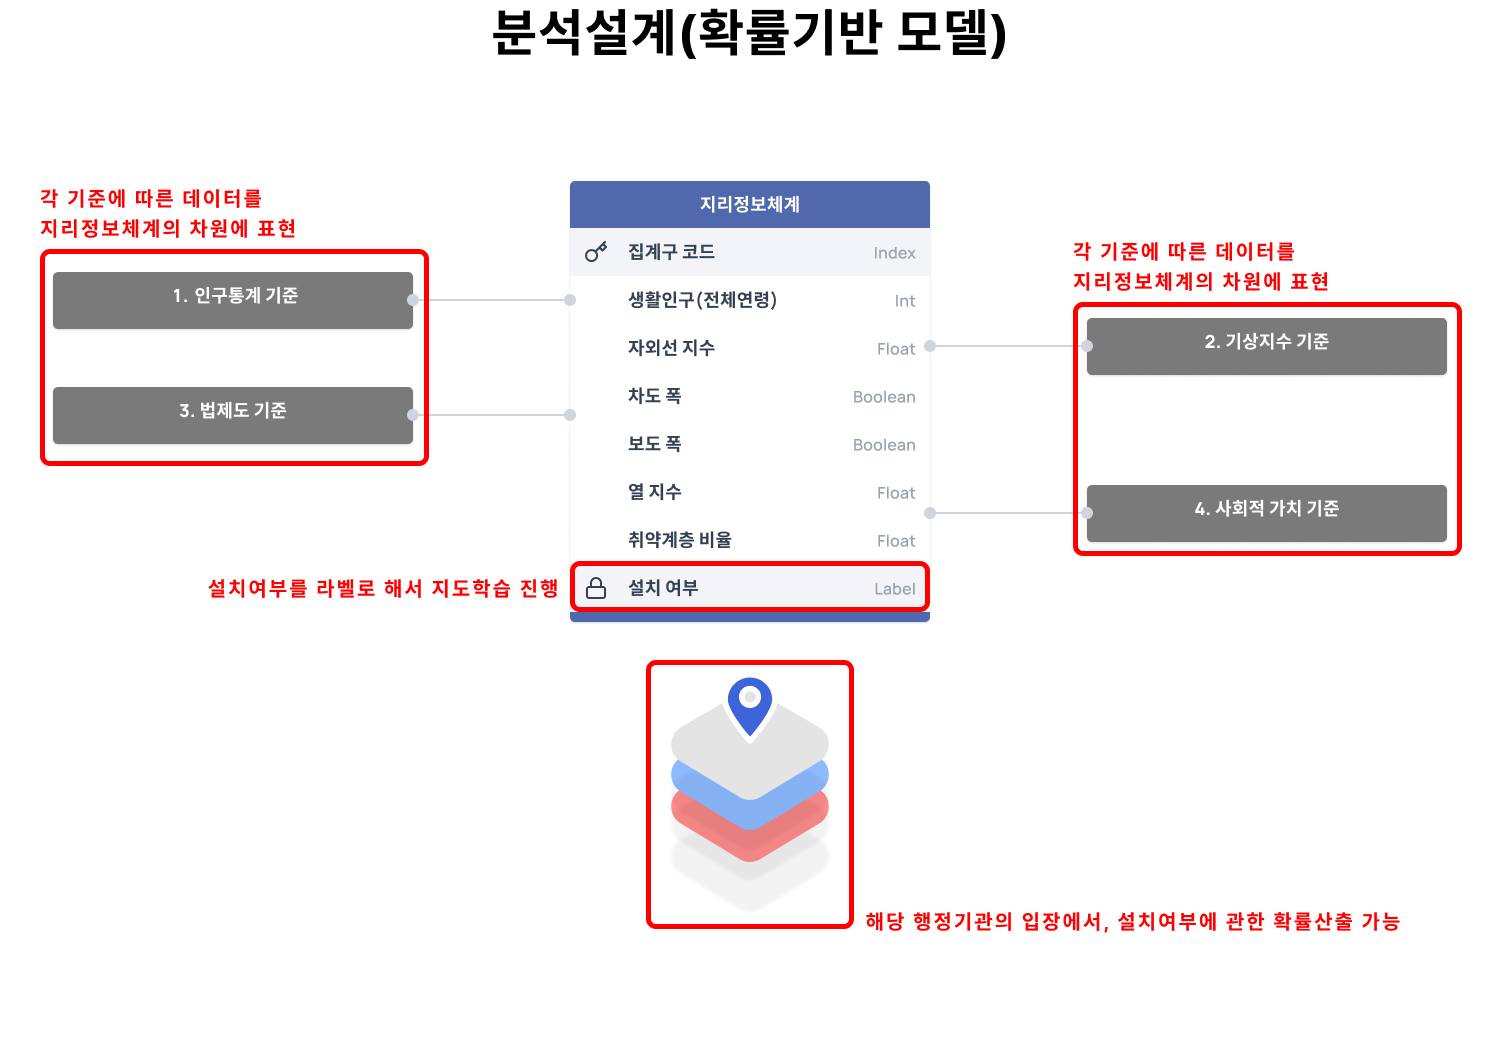 분석설계(확률기반 모델)
각 기준에 따른 데이터를
지리정보체계의 차원에 표현
1. 인구통계 기준
3. 법제도 기준
지리정보체계
집계구 코드 Index
생활인구(전체연령) Int
자외선 지수 Float
차도 폭 Boolean
보도 폭 Boolean
열 지수 Float
취약계층 비율 Float
설치여부를 라벨로 해서 지도학습 진행
설치 여부 Label
각 기준에 따른 데이터를
지리정보체계의 차원에 표현
2. 기상지수 기준
4. 사회적 가치 기준
해당 행정기관의 입장에서, 설치여부에 관한 확률산출 가능